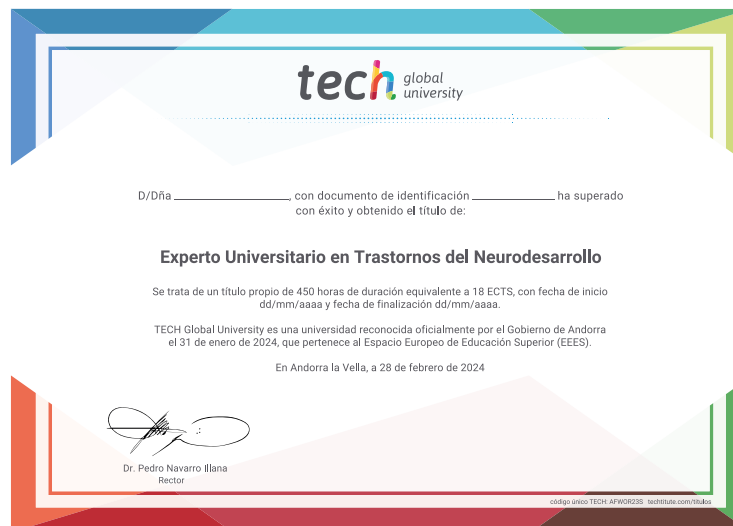 tech global university
D/Dña ____________________, con documento de identificación ______________ ha superado
con éxito y obtenido el título de:
Experto Universitario en Trastornos del Neurodesarrollo
Se trata de un título propio de 450 horas de duración equivalente a 18 ECTS, con fecha de inicio
dd/mm/aaaa y fecha de finalización dd/mm/aaaa.
TECH Global University es una universidad reconocida oficialmente por el Gobierno de Andorra
el 31 de enero de 2024, que pertenece al Espacio Europeo de Educación Superior (EEES).
En Andorra la Vella, a 28 de febrero de 2024
Dr. Pedro Navarro Illana
Rector
código único TECH: AFWOR23S techtitute.com/titulos